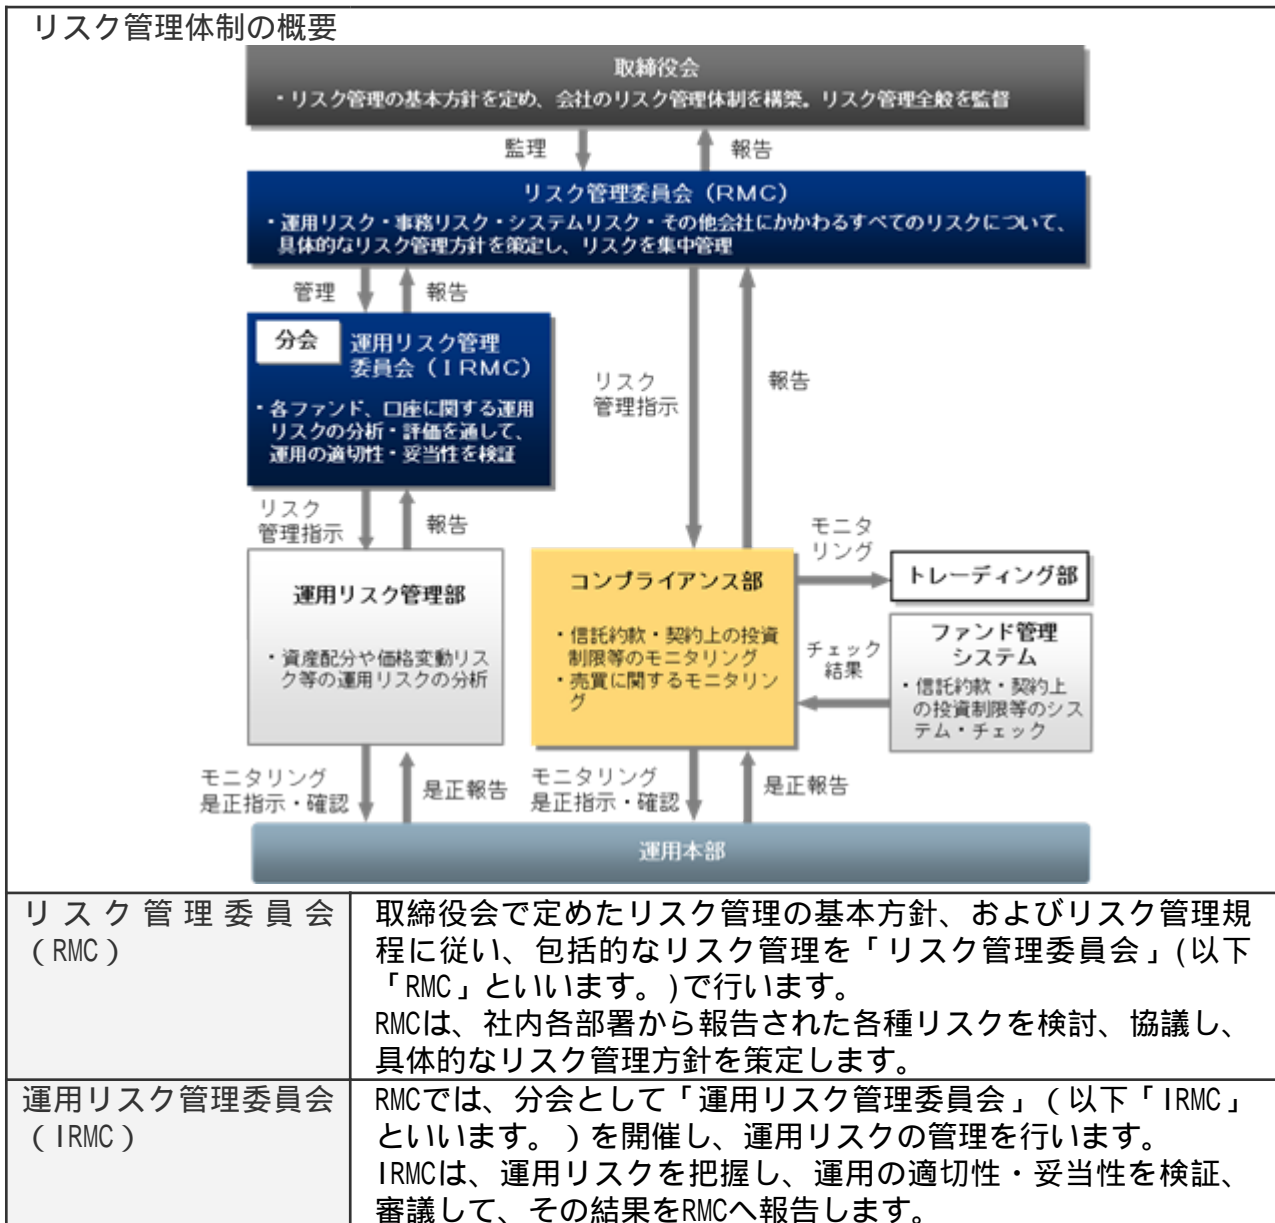 リスク管理体制の概要
取締役会
・リスク管理の基本方針を定め、会社のリスク管理体制を構築。リスク管理全般を監督
監理
報告
リスク管理委員会（RMC）
・運用リスク・事務リスク・システムリスク・その他会社にかかわるすべてのリスクについて、
具体的なリスク管理方針を策定し、リスクを集中管理
管理
報告
分会
運用リスク管理
委員会（IRMC）
・各ファンド、口座に関する運用
リスクの分析・評価を通して、
運用の適切性・妥当性を検証
リスク
管理指示
報告
リスク
管理指示
報告
運用リスク管理部
・資産配分や価格変動リス
ク等の運用リスクの分析
コンプライアンス部
・信託約款・契約上の投資
制限等のモニタリング
・売買に関するモニタリン
グ
モニタ
リング
トレーディング部
チェック
結果
ファンド管理
システム
・信託約款・契約上
の投資制限等のシス
テム・チェック
モニタリング
是正指示・確認
是正報告
モニタリング
是正指示・確認
是正報告
運用本部
リスク管理委員会
（RMC）
取締役会で定めたリスク管理の基本方針、およびリスク管理規
程に従い、包括的なリスク管理を「リスク管理委員会」(以下
「RMC」といいます。)で行います。
RMCは、社内各部署から報告された各種リスクを検討、協議し、
具体的なリスク管理方針を策定します。
運用リスク管理委員会
（IRMC）
RMCでは、分会として「運用リスク管理委員会」（以下「IRMC」
といいます。）を開催し、運用リスクの管理を行います。
IRMCは、運用リスクを把握し、運用の適切性・妥当性を検証、
審議して、その結果をRMCへ報告します。